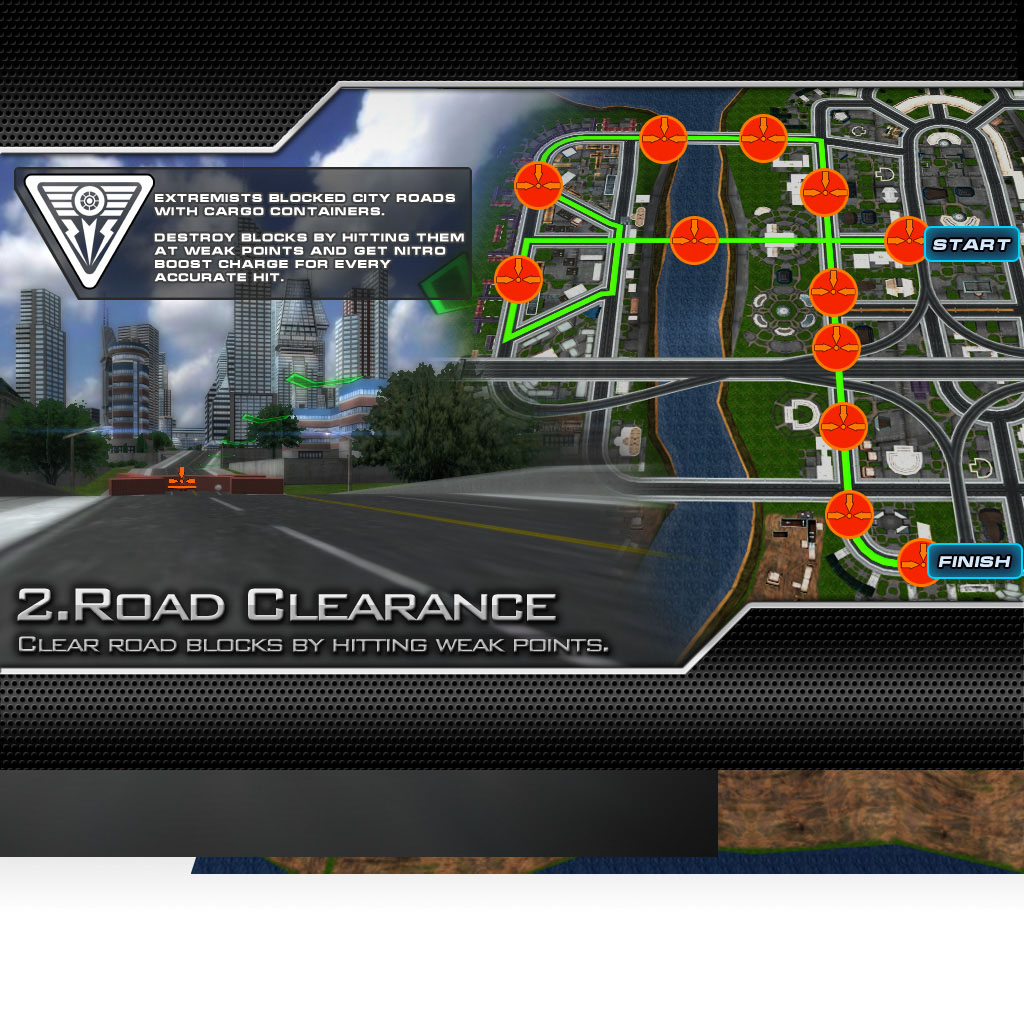 EXTREMISTS BLOCKED CITY ROADS
WITH CARGO CONTAINERS.
DESTROY BLOCKS BY HITTING THEM
AT WEAK POINTS AND GET NITRO
BOOST CHARGE FOR EVERY
ACCURATE HIT.
START
FINISH
2.ROAD CLEARANCE
CLEAR ROAD BLOCKS BY HITTING WEAK POINTS.